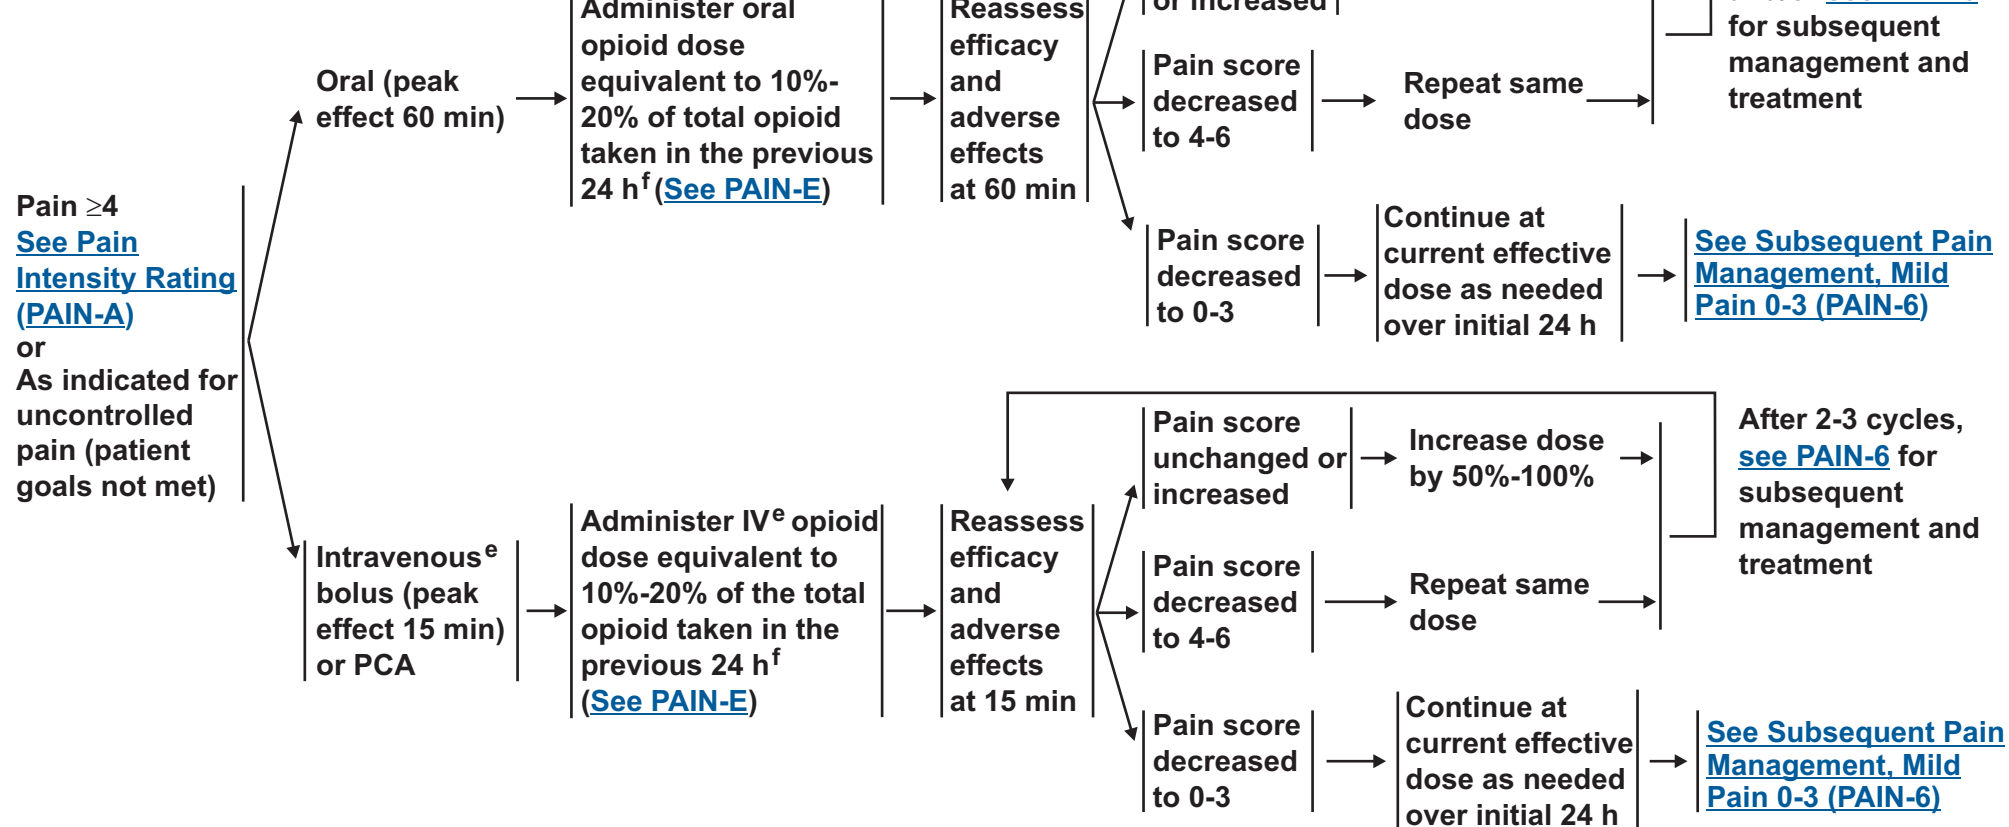 Pain ≥4
See Pain
Intensity Rating
(PAIN-A)
or
As indicated for
uncontrolled
pain (patient
goals not met)
Oral (peak
effect 60 min)
Administer oral
opioid dose
equivalent to 10%-
20% of total opioid
taken in the previous
24 hf (See PAIN-E)
Reassess
efficacy
and
adverse
effects
at 60 min
or increased
Pain score
decreased
to 4-6
Repeat same
dose
for subsequent
management and
treatment
Pain score
decreased
to 0-3
Continue at
current effective
dose as needed
over initial 24 h
See Subsequent Pain
Management, Mild
Pain 0-3 (PAIN-6)
Intravenouse
bolus (peak
effect 15 min)
or PCA
Administer IVe opioid
dose equivalent to
10%-20% of the total
opioid taken in the
previous 24 hf
(See PAIN-E)
Reassess
efficacy
and
adverse
effects
at 15 min
Pain score
unchanged or
increased
Increase dose
by 50%-100%
After 2-3 cycles,
see PAIN-6 for
subsequent
management and
treatment
Pain score
decreased
to 4-6
Repeat same
dose
Pain score
decreased
to 0-3
Continue at
current effective
dose as needed
over initial 24 h
See Subsequent Pain
Management, Mild
Pain 0-3 (PAIN-6)